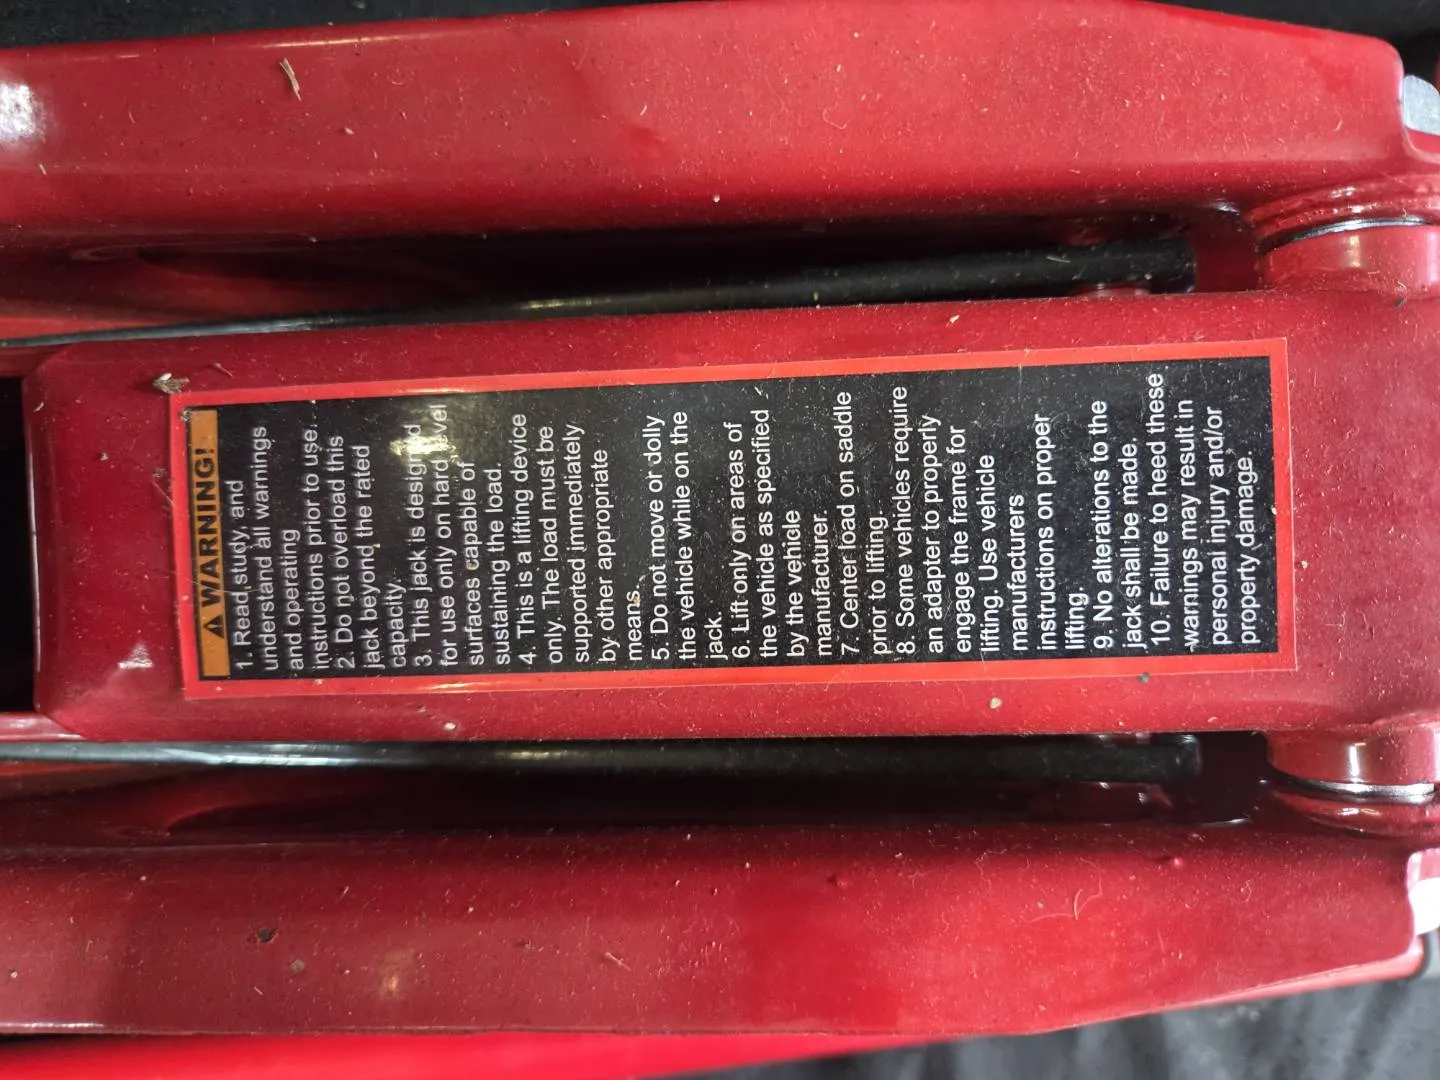 WARNING!
1. Read, study, and
understand all warnings
and operating
instructions prior to use.
2. Do not overload this
jack beyond the rated
capacity.
3. This jack is designed
for use only on hard level
surfaces capable of
sustaining the load.
4. This is a lifting device
only. The load must be
supported immediately
by other appropriate
means.
5. Do not move or dolly
the vehicle while on the
jack.
6. Lift only on areas of
the vehicle as specified
by the vehicle
manufacturer.
7. Center load on saddle
prior to lifting.
8. Some vehicles require
an adapter to properly
engage the frame for
lifting. Use vehicle
manufacturers
instructions on proper
lifting.
9. No alterations to the
jack shall be made.
10. Failure to heed these
warnings may result in
personal injury and/or
property damage.